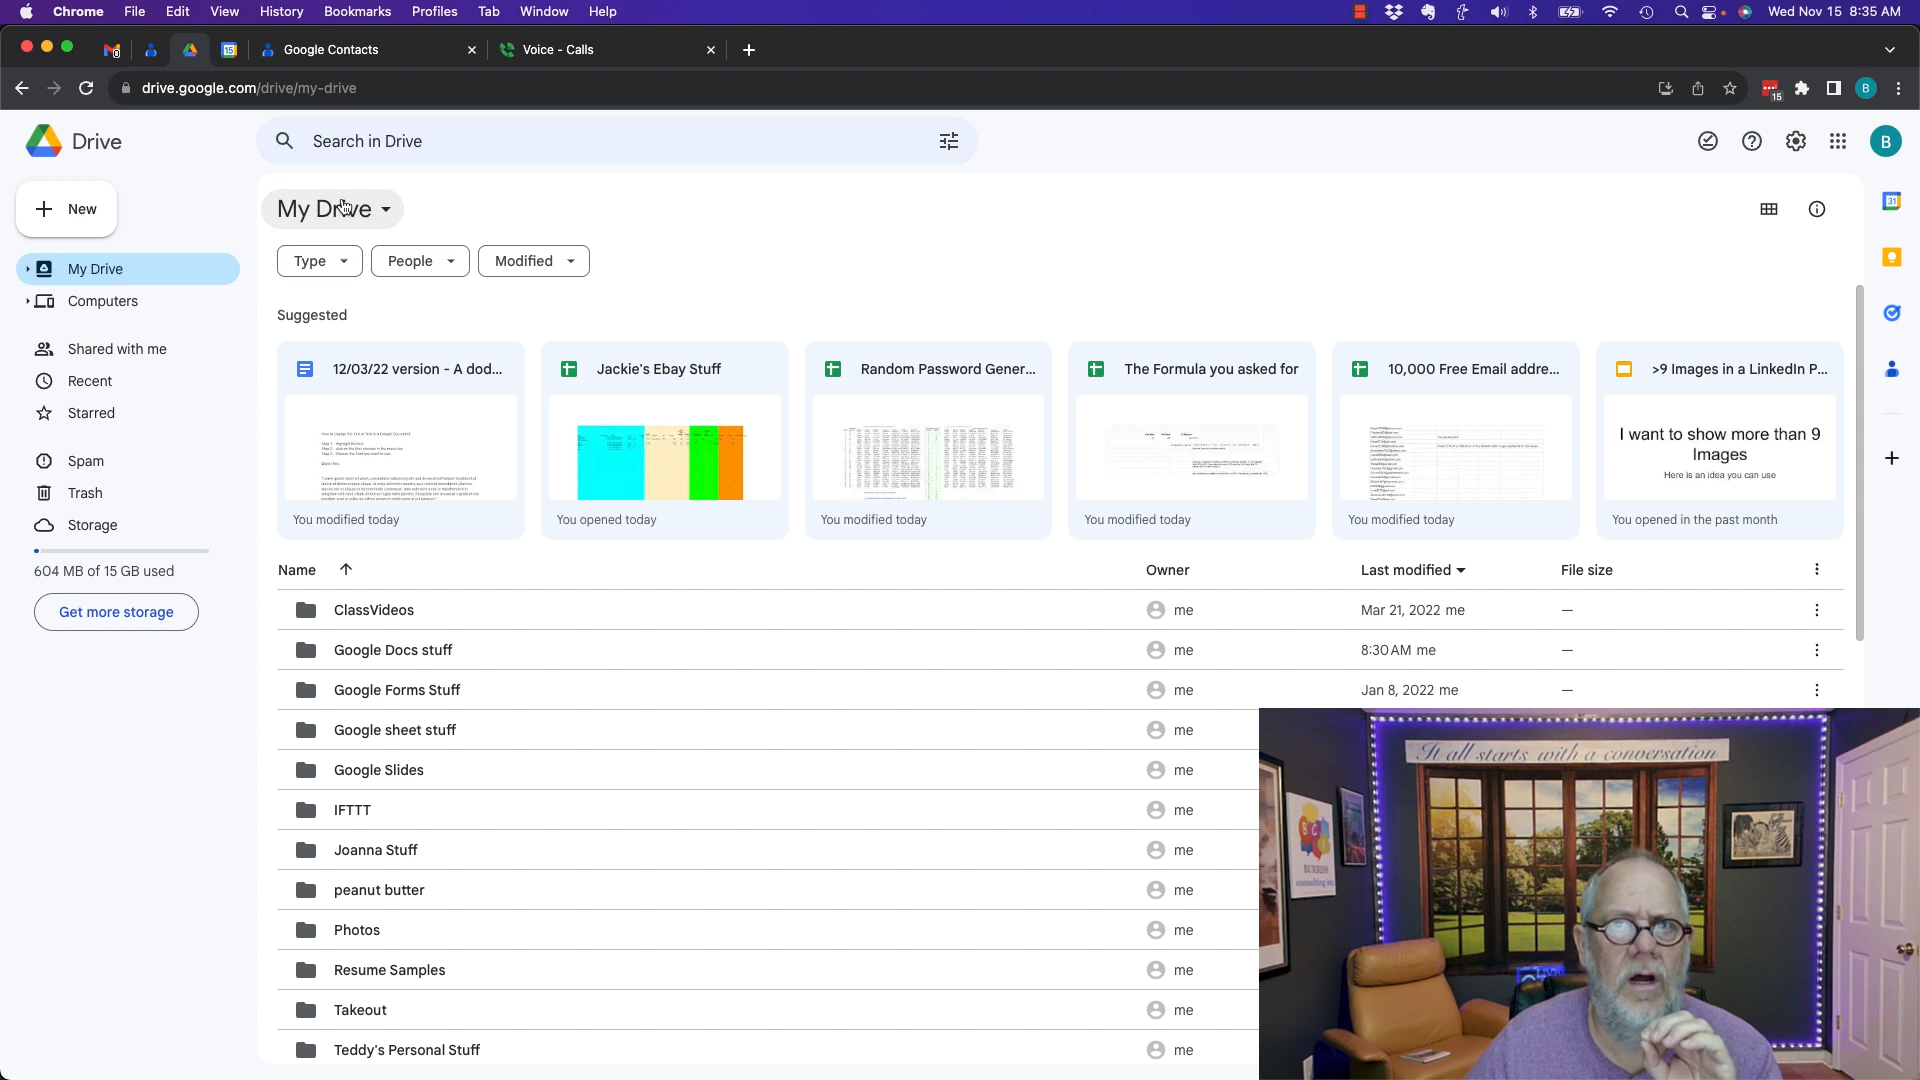 Chrome File Edit View History Bookmarks Profiles Tab Window Help Wed Nov 15 8:35 AM
Google Contacts Voice - Calls
drive.google.com/drive/my-drive 15 B
Drive Search in Drive B
New
My Drive
Type People Modified
My Drive
Computers
Shared with me
Recent
Starred
Spam
Trash
Storage
604 MB of 15 GB used
Get more storage
Suggested
12/03/22 version - A dod... Jackie's Ebay Stuff Random Password Gener... The Formula you asked for 10,000 Free Email addre... >9 Images in a LinkedIn P...
I want to show more than 9
Images
Here is an idea you can use
You modified today You opened today You modified today You modified today You modified today You opened in the past month
Name Owner Last modified File size
ClassVideos me Mar 21, 2022 me —
Google Docs stuff me 8:30 AM me —
Google Forms Stuff me Jan 8, 2022 me —
Google sheet stuff me
Google Slides me
IFTTT me
Joanna Stuff me
peanut butter me
Photos me
Resume Samples me
Takeout me
Teddy's Personal Stuff me
It all starts with a conversation
BURRISS
consulting inc.